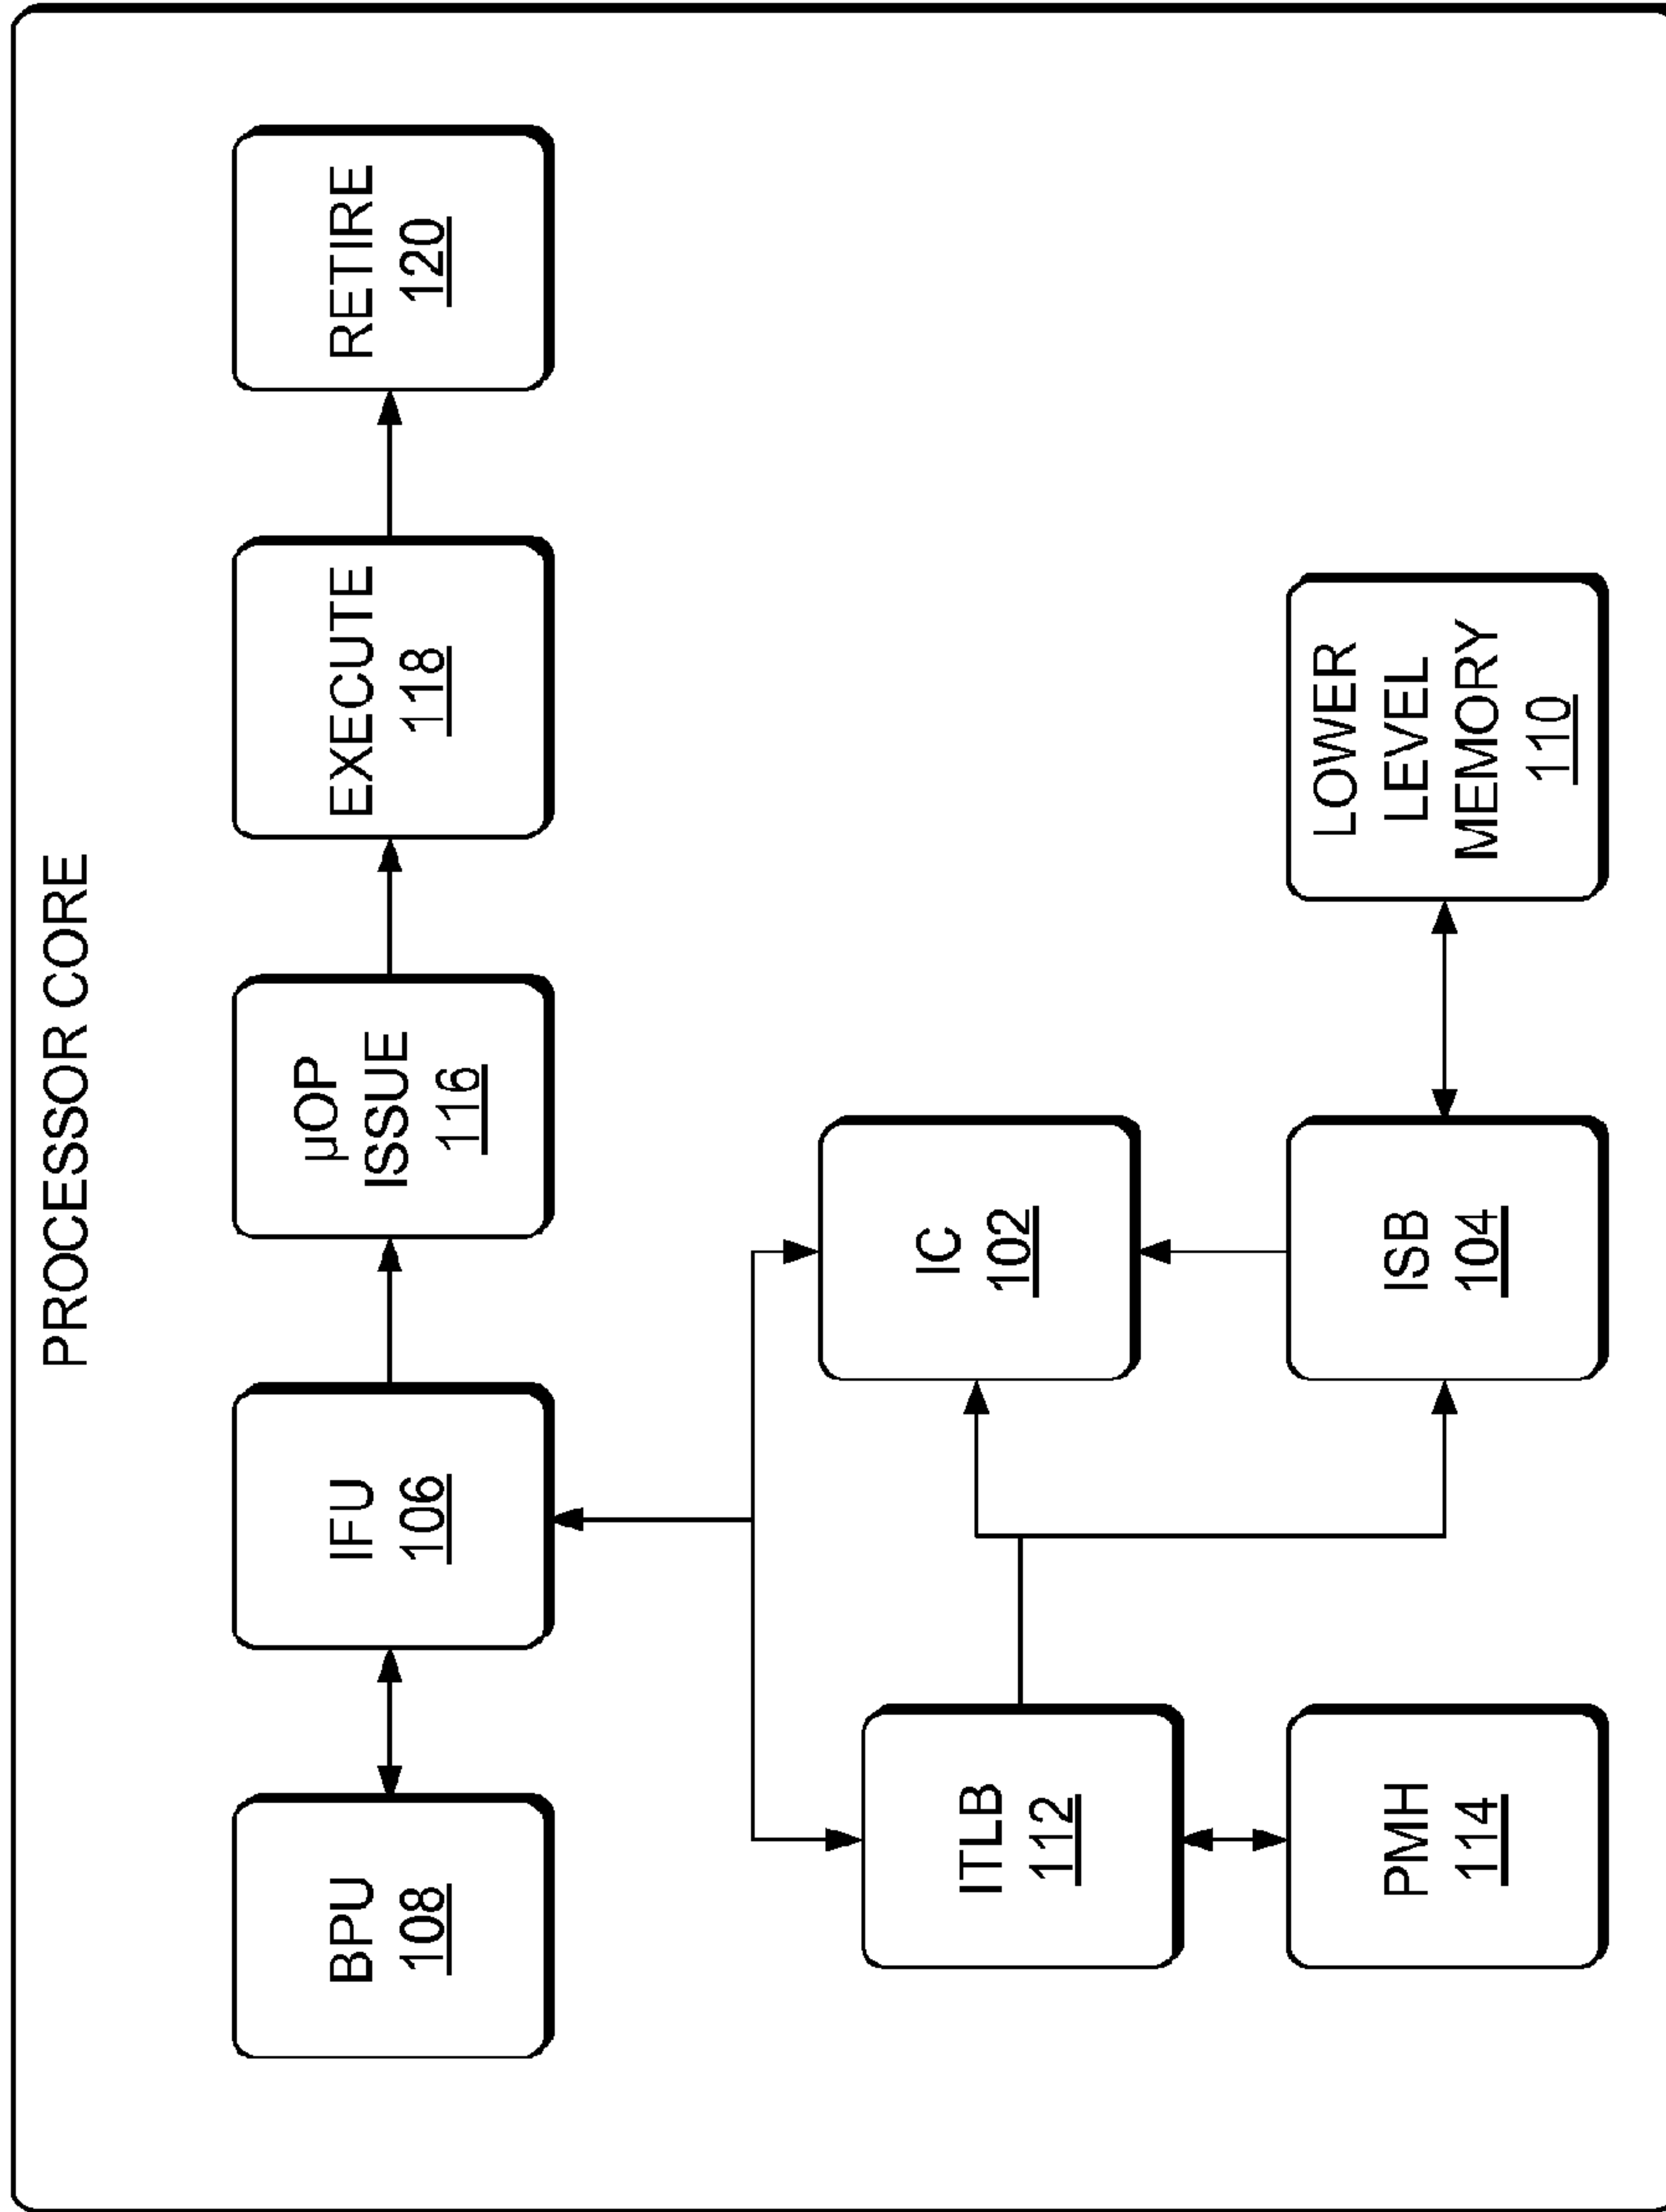 PROCESSOR CORE
BPU
108
IFU
106
µOP
ISSUE
116
EXECUTE
118
RETIRE
120
ITLB
112
IC
102
PMH
114
ISB
104
LOWER
LEVEL
MEMORY
110